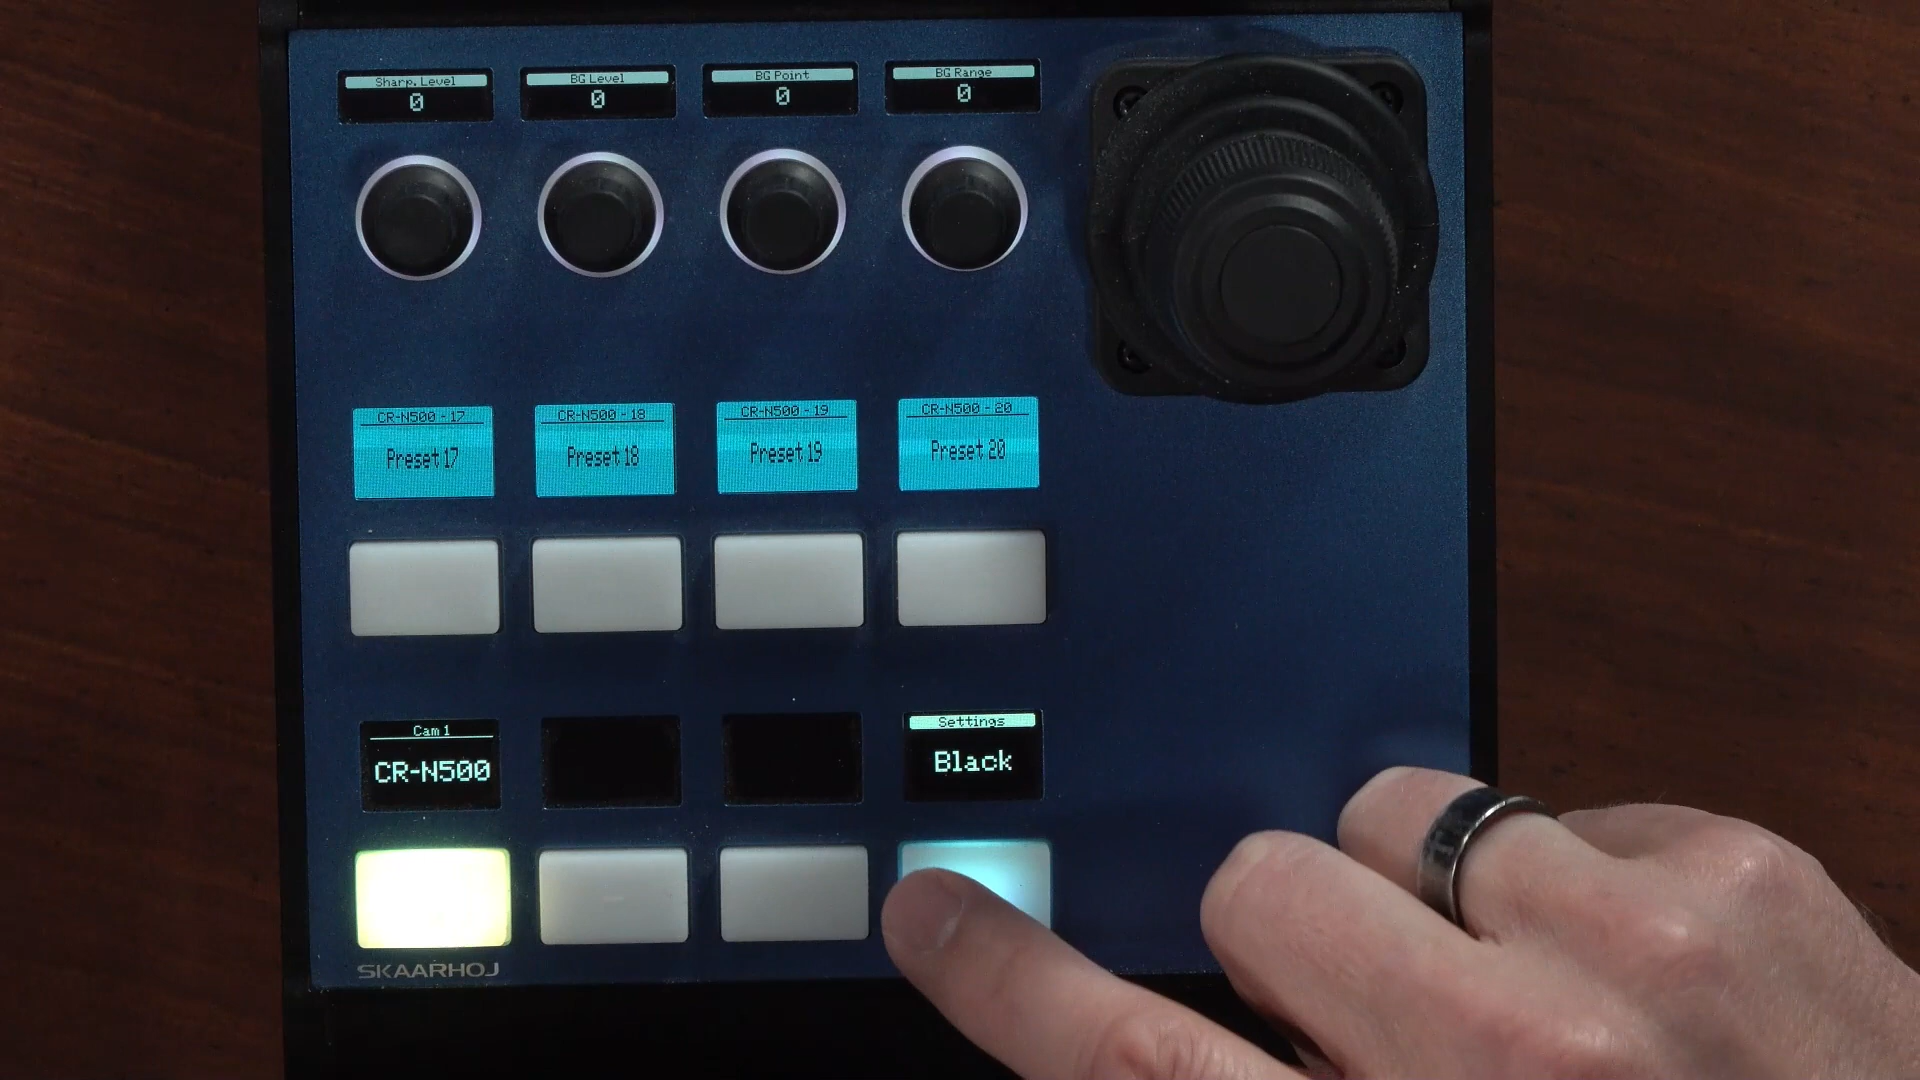 Sharp. Level
0
BG Level
0
BG Point
0
BG Range
0
CR-N500 - 17
Preset 17
CR-N500 - 18
Preset 18
CR-N500 - 19
Preset 19
CR-N500 - 20
Preset 20
Cam 1
CR-N500
Settings
Black
SKAARHOJ